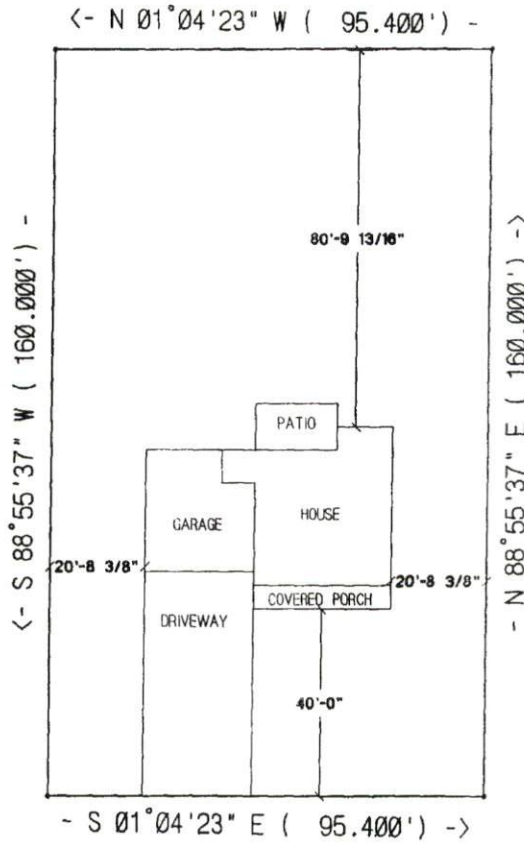 <- N 01°04'23" W ( 95.400') -
<- S 88°55'37" W ( 160.000') -
- N 88°55'37" E ( 160.000') ->
80'-9 13/16"
PATIO
HOUSE
GARAGE
20'-8 3/8"
20'-8 3/8"
COVERED PORCH
DRIVEWAY
40'-0"
- S 01°04'23" E ( 95.400') ->